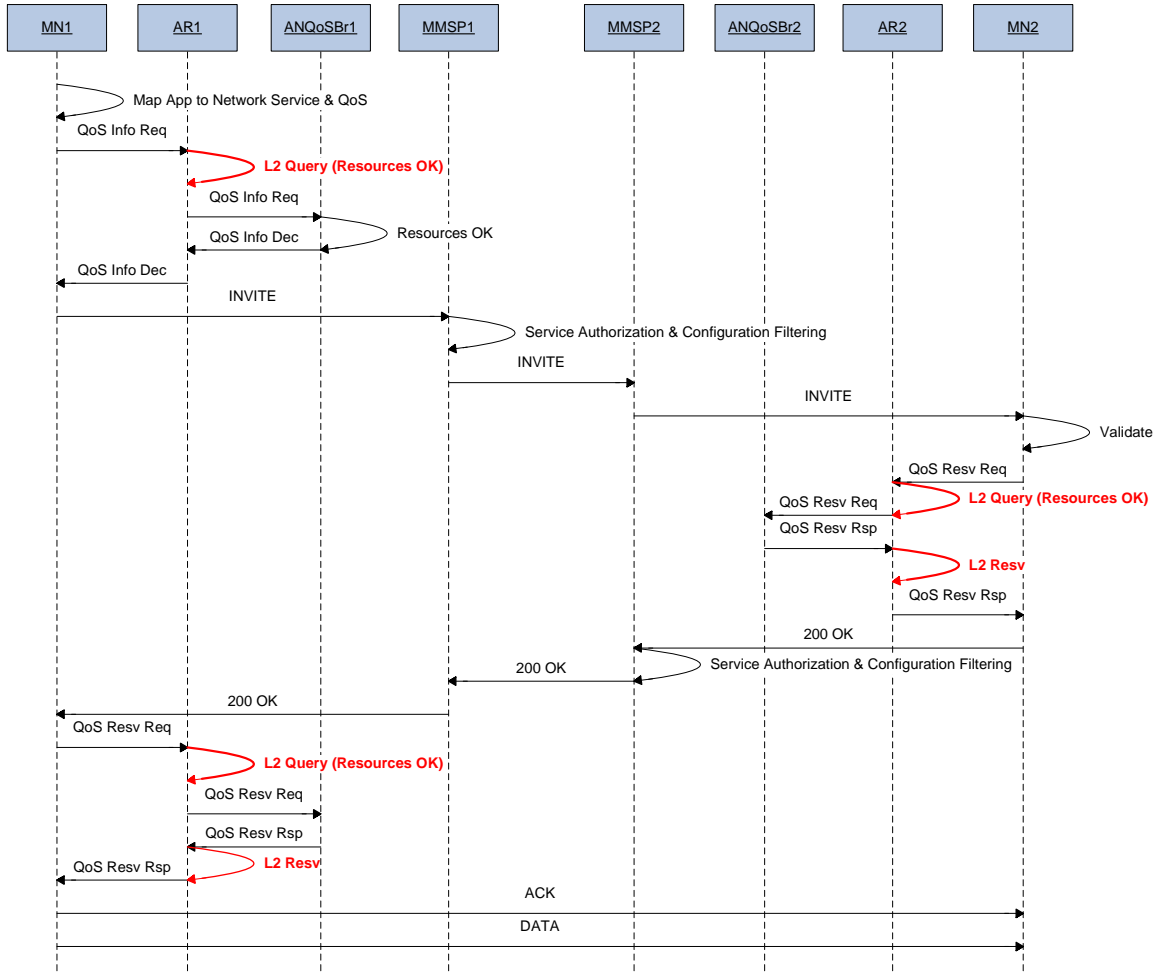 MN1
AR1
ANQoSBr1
MMSP1
MMSP2
ANQoSBr2
AR2
MN2
Map App to Network Service & QoS
QoS Info Req
L2 Query (Resources OK)
QoS Info Req
Resources OK
QoS Info Dec
QoS Info Dec
INVITE
Service Authorization & Configuration Filtering
INVITE
INVITE
Validate
QoS Resv Req
L2 Query (Resources OK)
QoS Resv Req
QoS Resv Rsp
L2 Resv
QoS Resv Rsp
200 OK
Service Authorization & Configuration Filtering
200 OK
200 OK
QoS Resv Req
L2 Query (Resources OK)
QoS Resv Req
QoS Resv Rsp
L2 Resv
QoS Resv Rsp
ACK
DATA